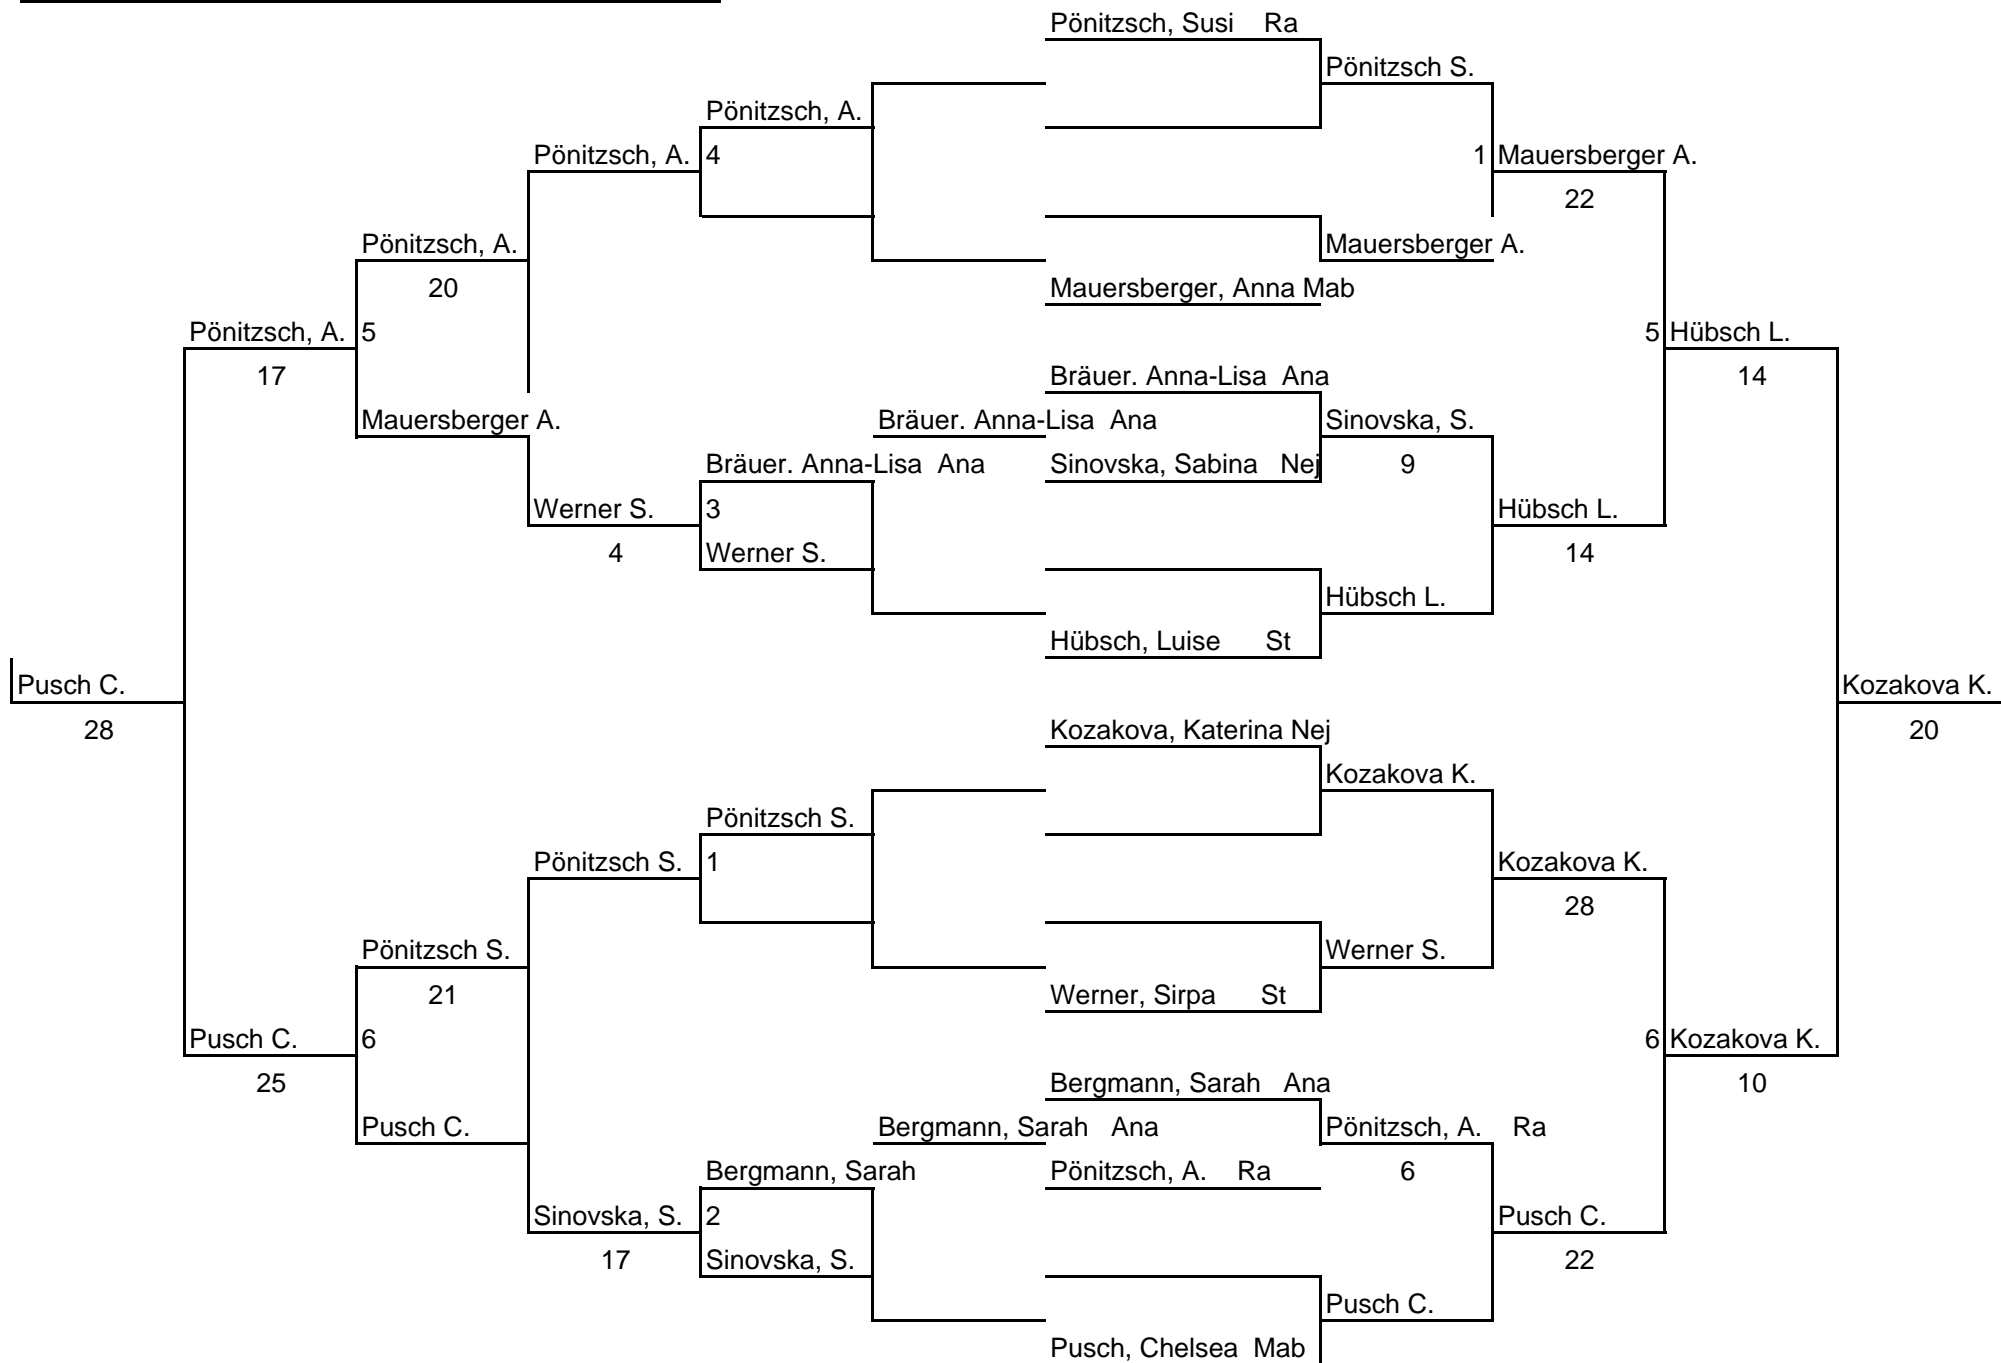 Pönitzsch, Susi Ra
Pönitzsch S.
Pönitzsch, A.
Pönitzsch, A. 4 1 Mauersberger A.
22
Pönitzsch, A. Mauersberger A.
20 Mauersberger, Anna Mab
Pönitzsch, A. 5 5 Hübsch L.
17 Bräuer. Anna-Lisa Ana 14
Mauersberger A. Bräuer. Anna-Lisa Ana Sinovska, S.
Bräuer. Anna-Lisa Ana Sinovska, Sabina Nej 9
Werner S. 3 Hübsch L.
4 Werner S. 14
Hübsch L.
Hübsch, Luise St
Pusch C. Kozakova K.
28 Kozakova, Katerina Nej 20
Kozakova K.
Pönitzsch S.
Pönitzsch S. 1 Kozakova K.
28
Pönitzsch S. Werner S.
21 Werner, Sirpa St
Pusch C. 6 6 Kozakova K.
25 Bergmann, Sarah Ana 10
Pusch C. Bergmann, Sarah Ana Pönitzsch, A. Ra
Bergmann, Sarah Pönitzsch, A. Ra 6
Sinovska, S. 2 Pusch C.
17 Sinovska, S. 22
Pusch C.
Pusch, Chelsea Mab